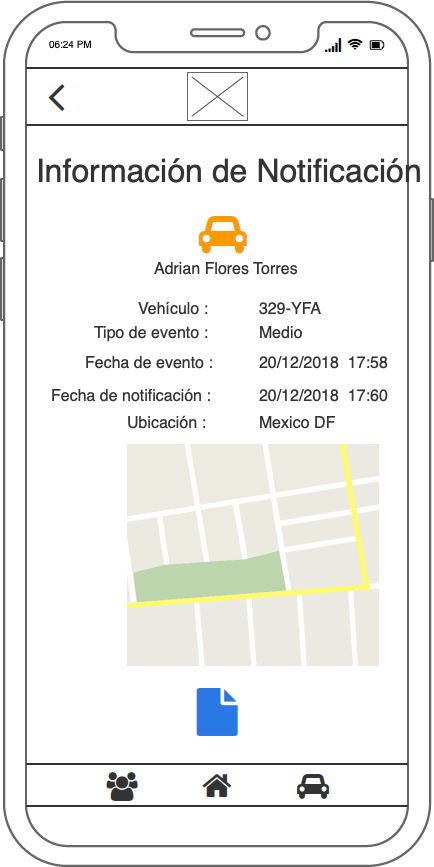 06:24 PM
Información de Notificación
Adrian Flores Torres
Vehículo : 329-YFA
Tipo de evento : Medio
Fecha de evento : 20/12/2018 17:58
Fecha de notificación : 20/12/2018 17:60
Ubicación : Mexico DF